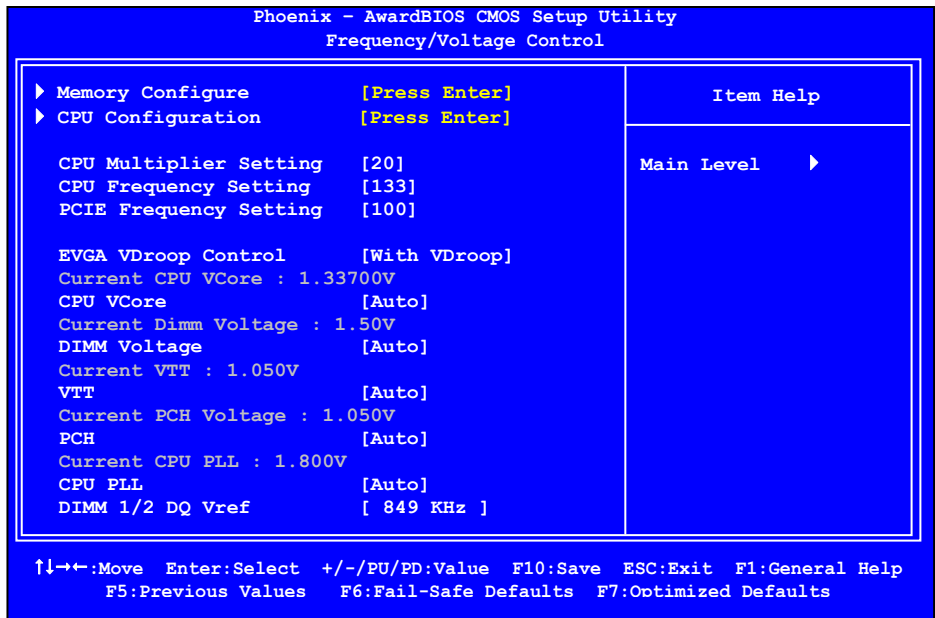 Phoenix – AwardBIOS CMOS Setup Utility
Frequency/Voltage Control
Memory Configure [Press Enter]
CPU Configuration [Press Enter]
Item Help
CPU Multiplier Setting [20]
Main Level
CPU Frequency Setting [133]
PCIE Frequency Setting [100]
EVGA VDroop Control [With VDroop]
Current CPU VCore : 1.33700V
CPU VCore [Auto]
Current Dimm Voltage : 1.50V
DIMM Voltage [Auto]
Current VTT : 1.050V
VTT [Auto]
Current PCH Voltage : 1.050V
PCH [Auto]
Current CPU PLL : 1.800V
CPU PLL [Auto]
DIMM 1/2 DQ Vref [ 849 KHz ]
↑↓→←:Move Enter:Select +/-/PU/PD:Value F10:Save ESC:Exit F1:General Help
F5:Previous Values F6:Fail-Safe Defaults F7:Optimized Defaults